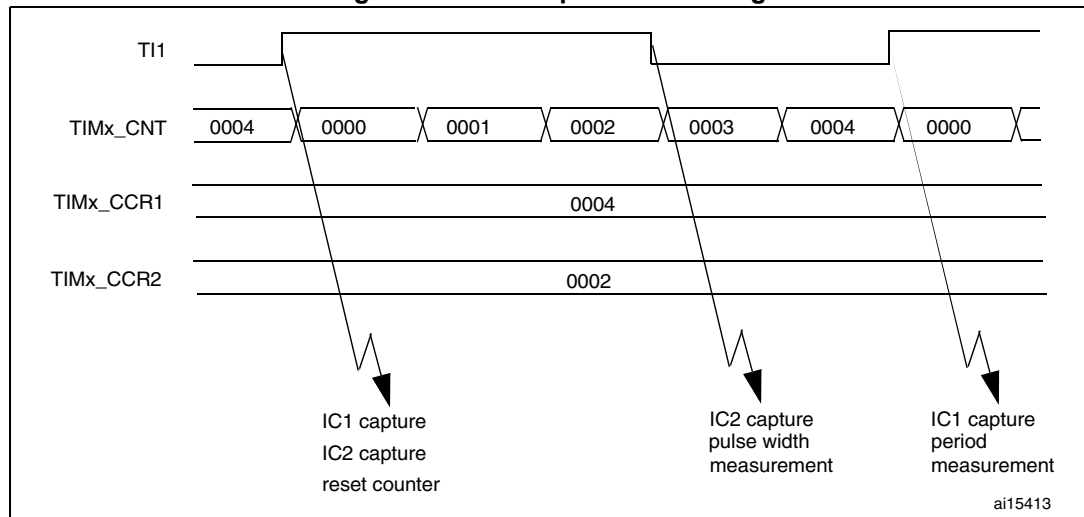 TI1
TIMx_CNT 0004 0000 0001 0002 0003 0004 0000
TIMx_CCR1 0004
TIMx_CCR2 0002
IC1 capture
IC2 capture
reset counter
IC2 capture
pulse width
measurement
IC1 capture
period
measurement
ai15413